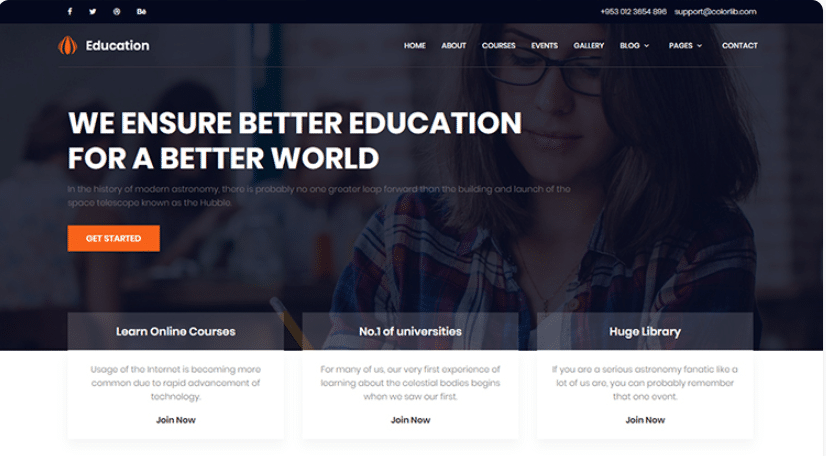 +953 012 3654 896 support@colorlib.com
Education
HOME ABOUT COURSES EVENTS GALLERY BLOG PAGES CONTACT
WE ENSURE BETTER EDUCATION
FOR A BETTER WORLD
In the history of modern astronomy, there is probably no one greater leap forward than the building and launch of the
space telescope known as the Hubble.
GET STARTED
Learn Online Courses
Usage of the Internet is becoming more
common due to rapid advancement of
technology.
Join Now
No.1 of universities
For many of us, our very first experience of
learning about the celestial bodies begins
when we saw our first.
Join Now
Huge Library
If you are a serious astronomy fanatic like a
lot of us are, you can probably remember
that one event.
Join Now